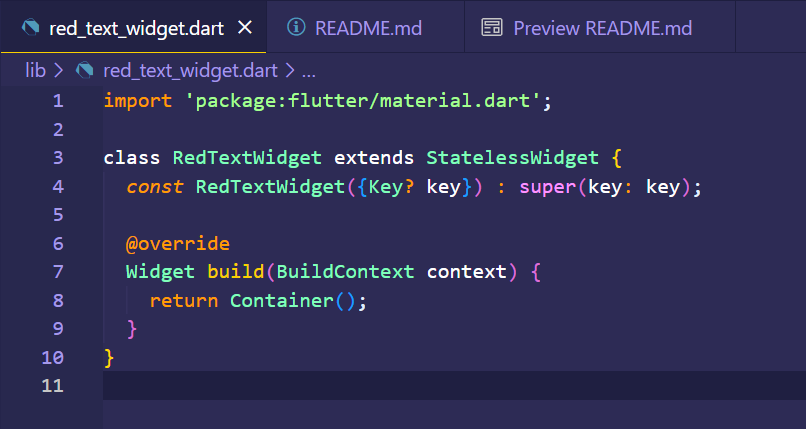 red_text_widget.dart README.md Preview README.md
lib > red_text_widget.dart > ...
1 import 'package:flutter/material.dart';
2
3 class RedTextWidget extends StatelessWidget {
4   const RedTextWidget({Key? key}) : super(key: key);
5
6   @override
7   Widget build(BuildContext context) {
8     return Container();
9   }
10 }
11